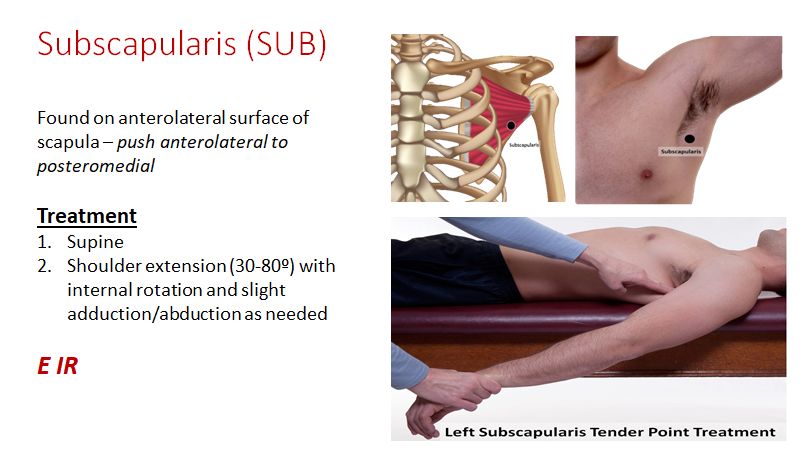 Subscapularis (SUB)
Found on anterolateral surface of
scapula – push anterolateral to
posteromedial
Treatment
1. Supine
2. Shoulder extension (30-80º) with
internal rotation and slight
adduction/abduction as needed
E IR
Subscapularis
Subscapularis
Left Subscapularis Tender Point Treatment